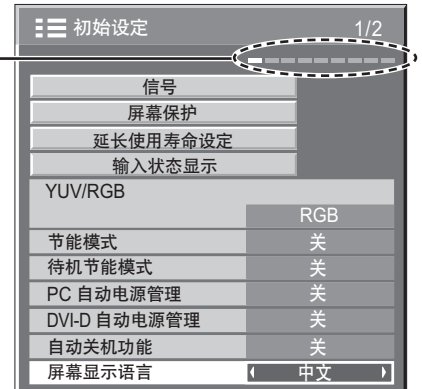 初始设定 1/2
信号
屏幕保护
延长使用寿命设定
输入状态显示
YUV/RGB
RGB
节能模式 关
待机节能模式 关
PC 自动电源管理 关
DVI-D 自动电源管理 关
自动关机功能 关
屏幕显示语言 中文